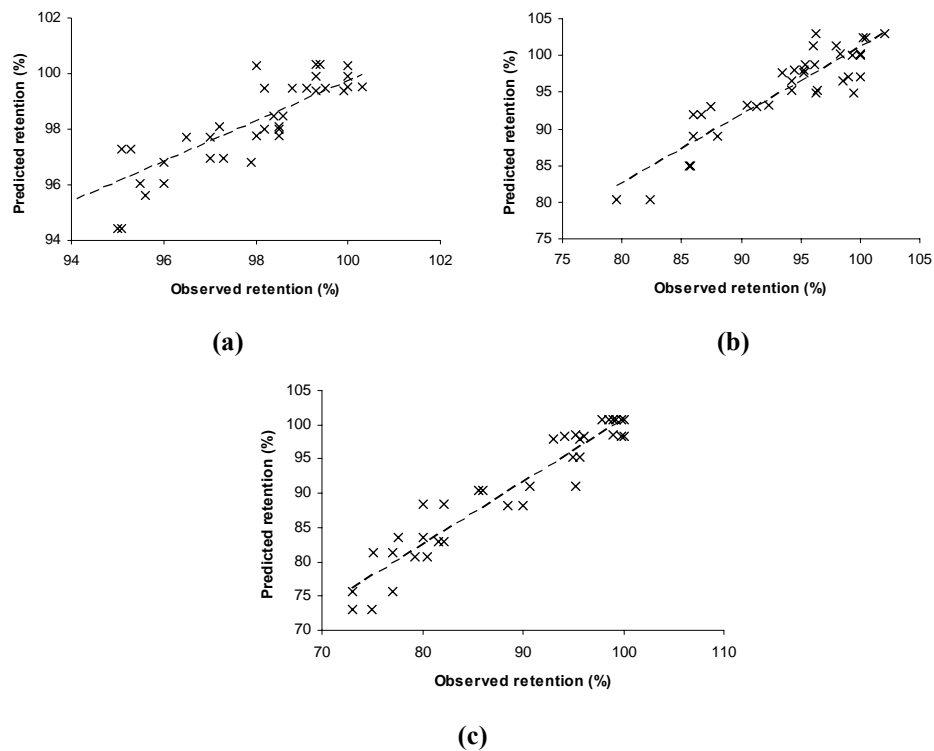 102
100
98
96
94
Predicted retention (%)
94 96 98 100 102
Observed retention (%)
(a)
105
100
95
90
85
80
75
Predicted retention (%)
75 80 85 90 95 100 105
Observed retention (%)
(b)
105
100
95
90
85
80
75
70
Predicted retention (%)
70 80 90 100 110
Observed retention (%)
(c)